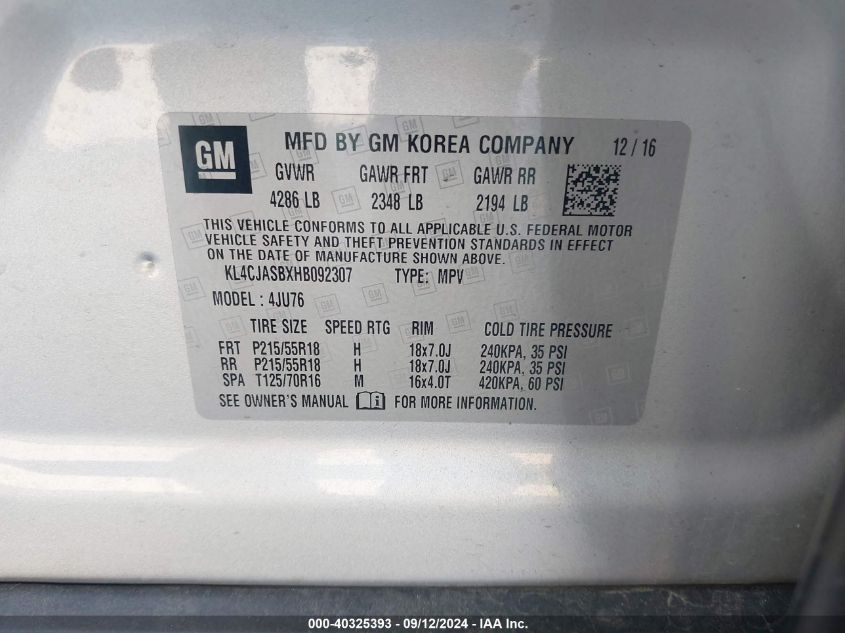 GM MFD BY GM KOREA COMPANY 12/16
GVWR GAWR FRT GAWR RR
4286 LB 2348 LB 2194 LB
THIS VEHICLE CONFORMS TO ALL APPLICABLE U.S. FEDERAL MOTOR
VEHICLE SAFETY AND THEFT PREVENTION STANDARDS IN EFFECT
ON THE DATE OF MANUFACTURE SHOWN ABOVE.
KL4CJASBXHB092307 TYPE: MPV
MODEL : 4JU76
TIRE SIZE SPEED RTG RIM COLD TIRE PRESSURE
FRT P215/55R18 H 18x7.0J 240KPA, 35 PSI
RR P215/55R18 H 18x7.0J 240KPA, 35 PSI
SPA T125/70R16 M 16x4.0T 420KPA, 60 PSI
SEE OWNER'S MANUAL FOR MORE INFORMATION.
000-40325393 - 09/12/2024 - IAA Inc.